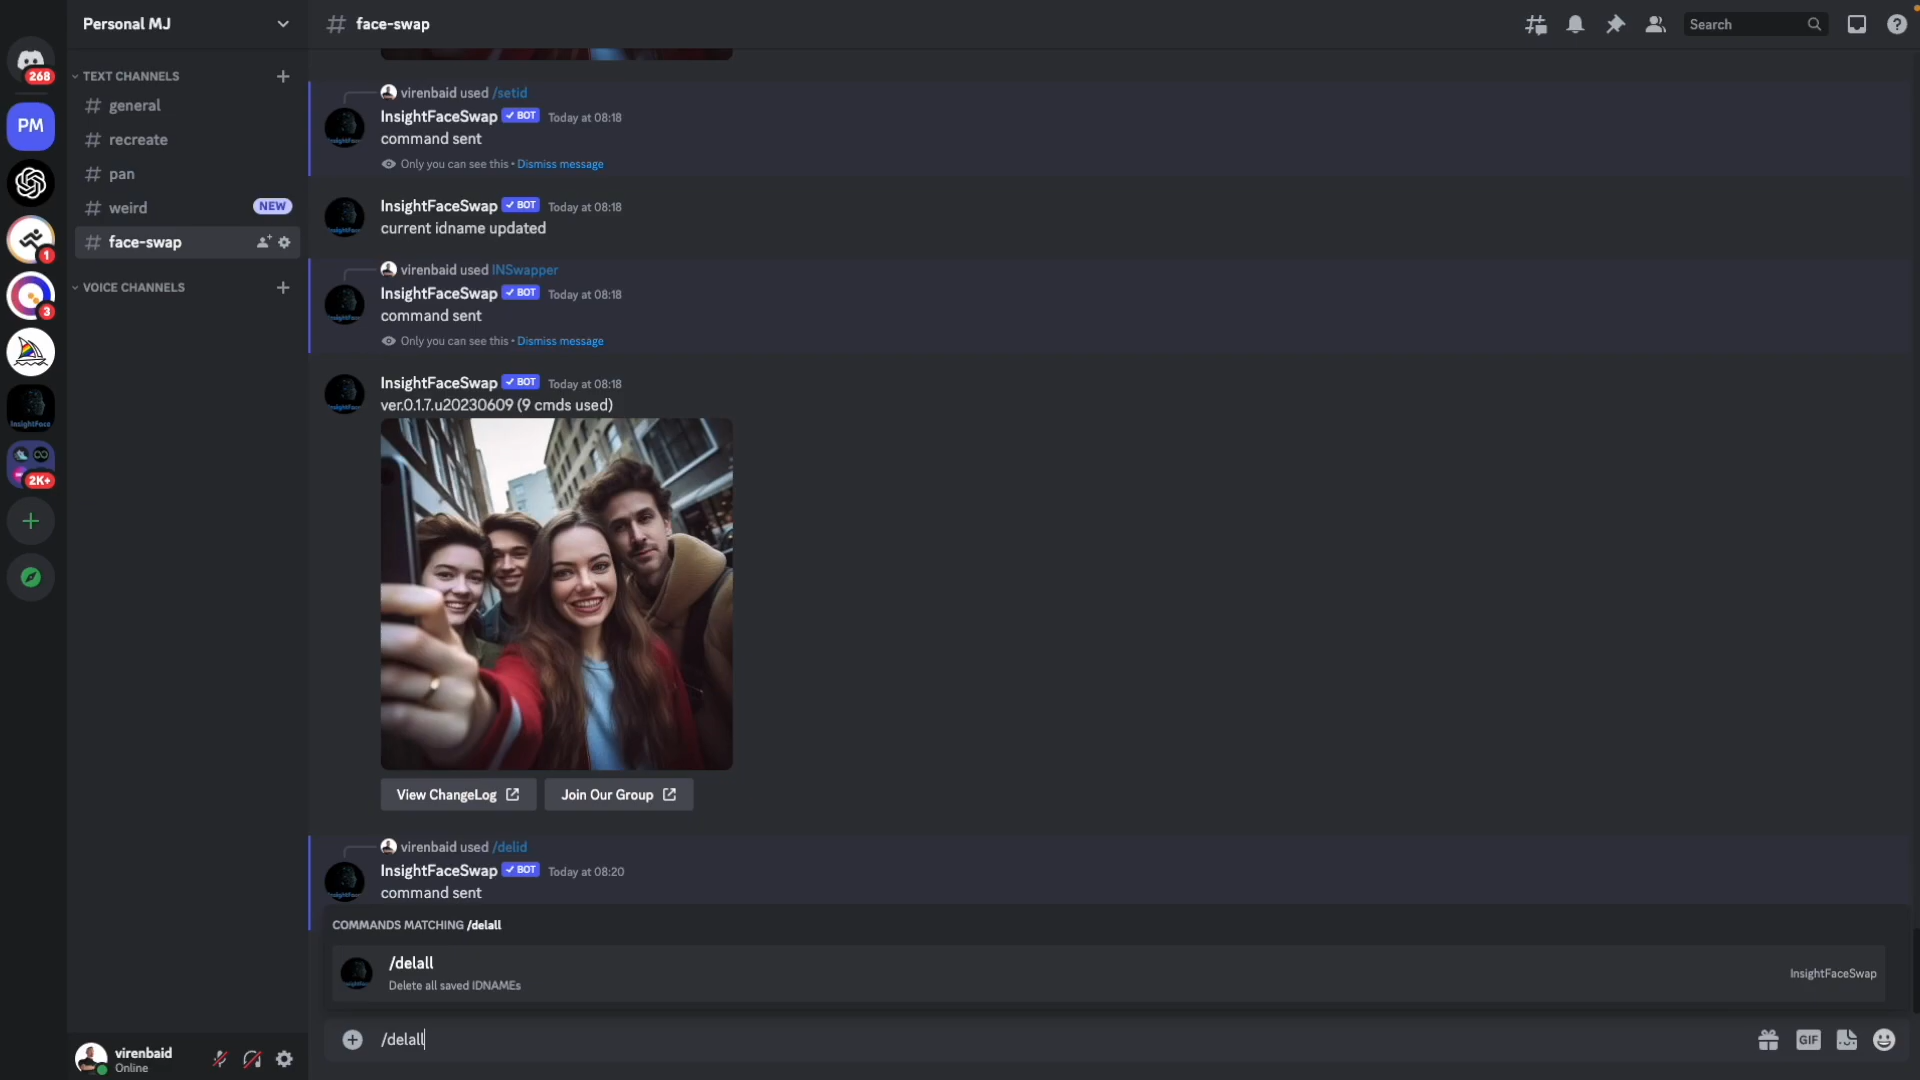 Personal MJ
# face-swap
Search
268
TEXT CHANNELS
general
PM
recreate
pan
weird NEW
face-swap
1
VOICE CHANNELS
3
InsightFace
2K+
virenbaid used /setid
InsightFaceSwap BOT Today at 08:18
command sent
Only you can see this • Dismiss message
InsightFaceSwap BOT Today at 08:18
current idname updated
virenbaid used INSwapper
InsightFaceSwap BOT Today at 08:18
command sent
Only you can see this • Dismiss message
InsightFaceSwap BOT Today at 08:18
ver.0.1.7.u20230609 (9 cmds used)
View ChangeLog
Join Our Group
virenbaid used /delid
InsightFaceSwap BOT Today at 08:20
command sent
COMMANDS MATCHING /delall
/delall
Delete all saved IDNAMEs
InsightFaceSwap
/delall
GIF
virenbaid
Online